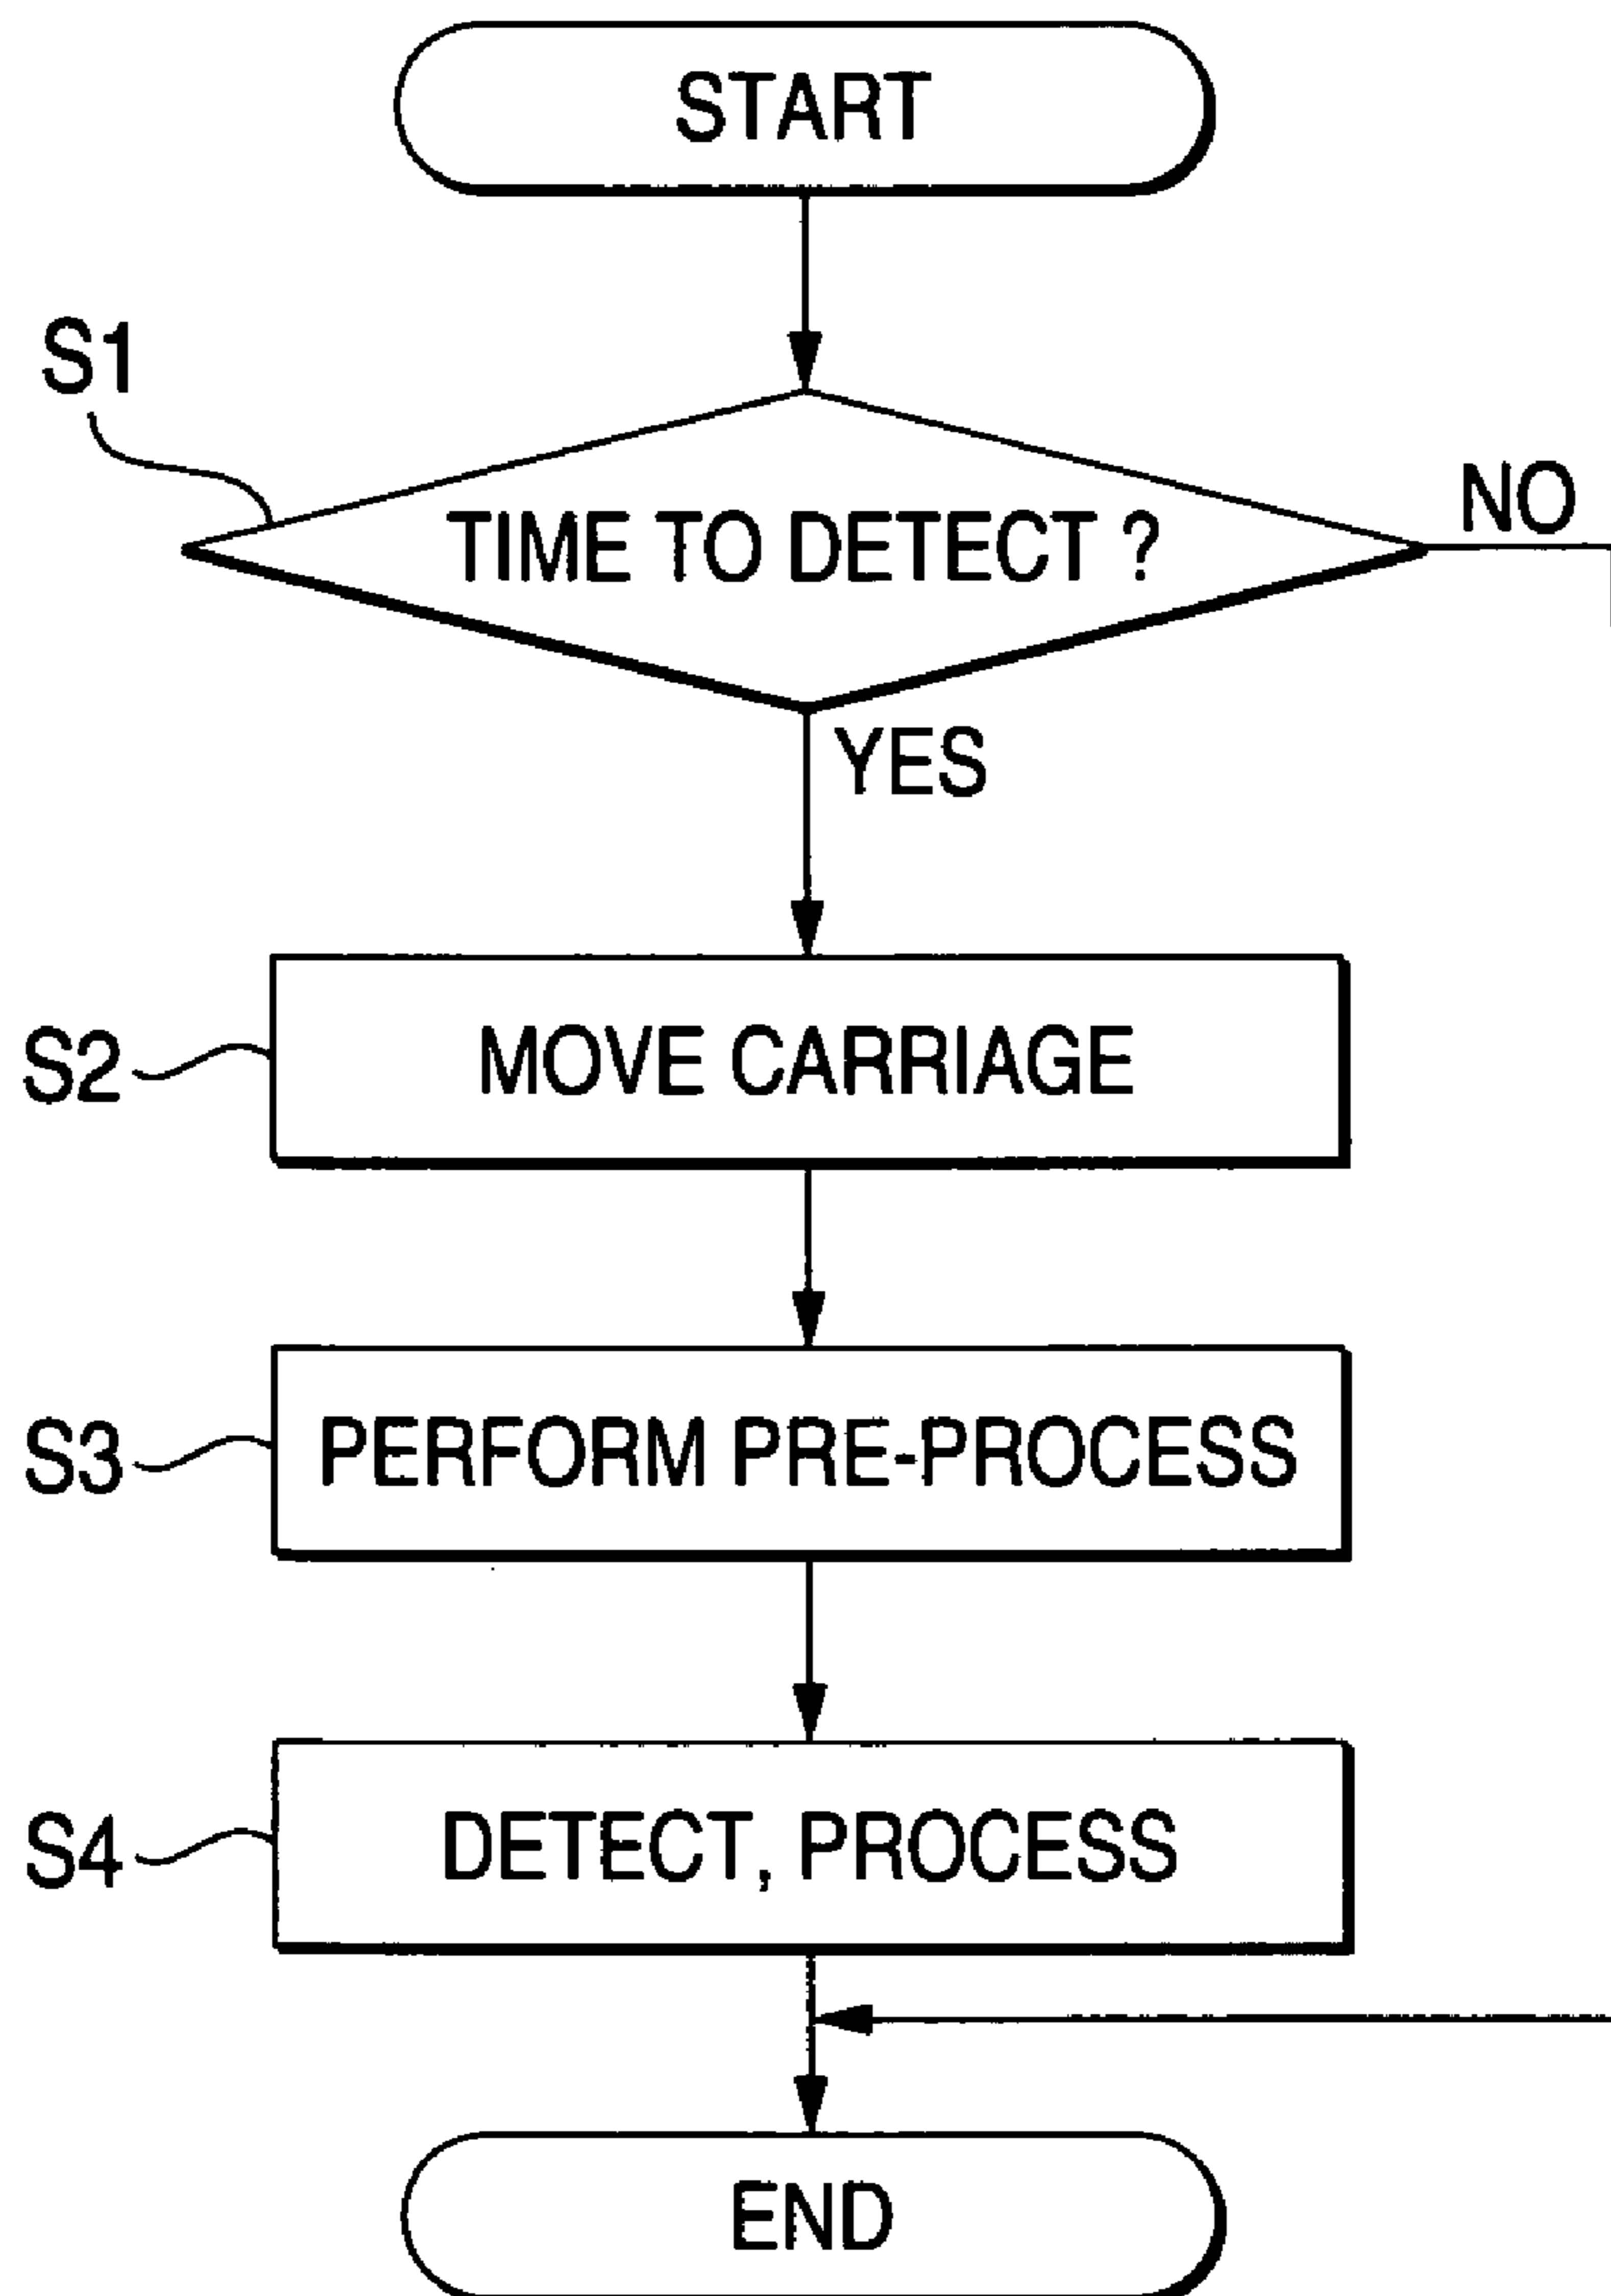 START
S1
TIME TO DETECT ?
NO
YES
S2
MOVE CARRIAGE
S3
PERFORM PRE-PROCESS
S4
DETECT, PROCESS
END